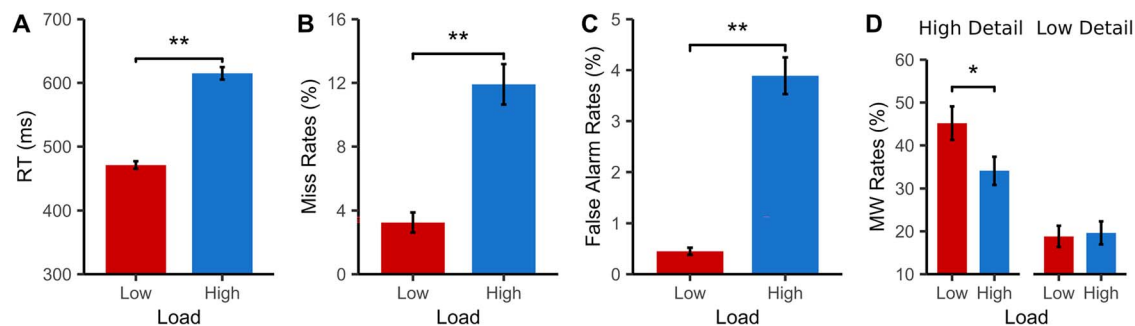 A
RT (ms)
700
600
500
400
300
**
Low
High
Load
B
Miss Rates (%)
16
12
8
4
0
**
Low
High
Load
C
False Alarm Rates (%)
5
4
3
2
1
0
**
Low
High
Load
D
High Detail
Low Detail
MW Rates (%)
60
50
40
30
20
10
*
Low
High
Low
High
Load